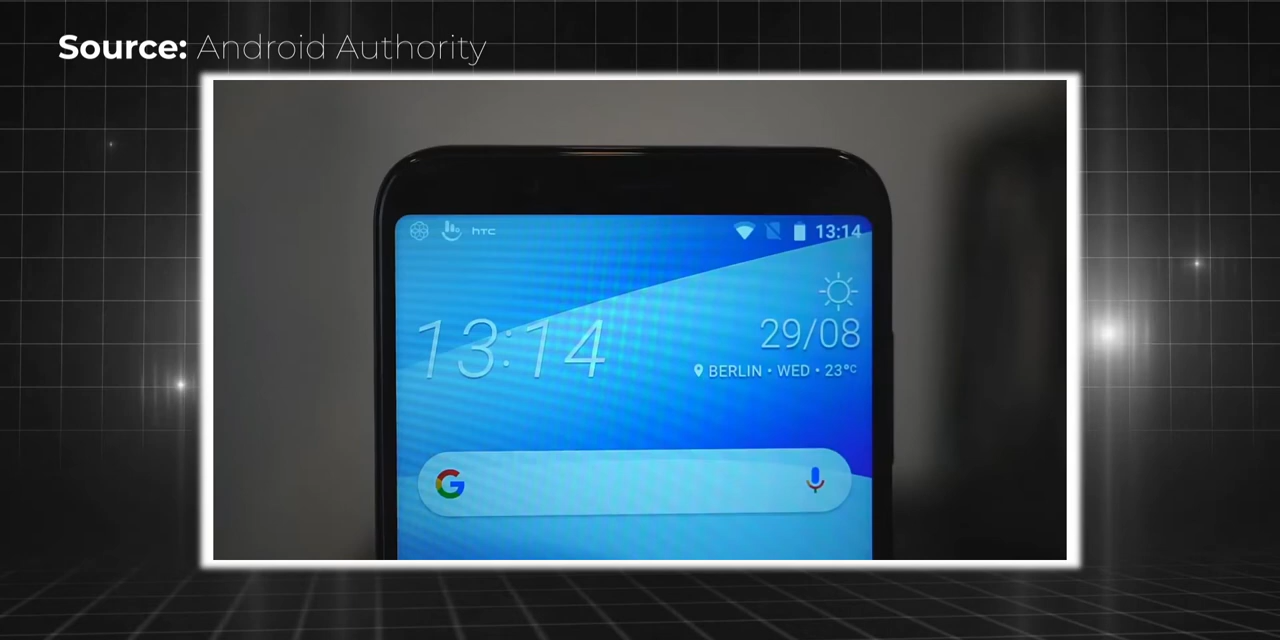 Source: Android Authority
hTC 13:14
13:14
29/08
BERLIN • WED • 23°C
G